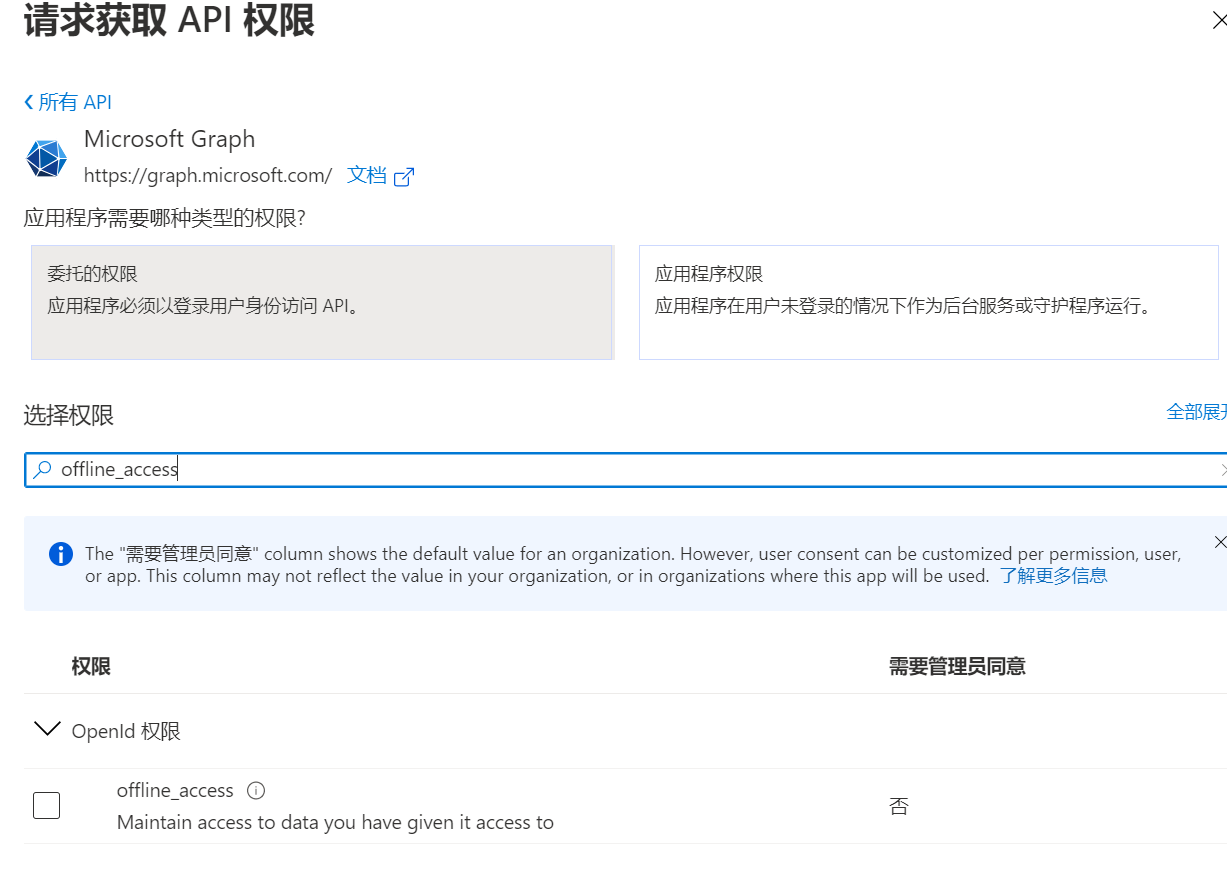 请求获取 API 权限
所有 API
Microsoft Graph
https://graph.microsoft.com/ 文档
应用程序需要哪种类型的权限?
委托的权限
应用程序必须以登录用户身份访问 API。
应用程序权限
应用程序在用户未登录的情况下作为后台服务或守护程序运行。
选择权限
全部展开
offline_access
The "需要管理员同意" column shows the default value for an organization. However, user consent can be customized per permission, user,
or app. This column may not reflect the value in your organization, or in organizations where this app will be used. 了解更多信息
权限 需要管理员同意
OpenId 权限
offline_access
Maintain access to data you have given it access to
否